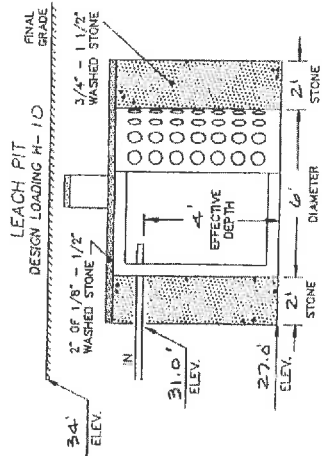 LEACH PIT
DESIGN LOADING H-10
FINAL
GRADE
34'
ELEV.
2" OF 1/8" - 1/2"
WASHED STONE
3/4" - 1 1/2"
WASHED STONE
IN
31.0'
ELEV.
4'
EFFECTIVE
DEPTH
27.0'
ELEV.
2'
STONE
6'
DIAMETER
2'
STONE